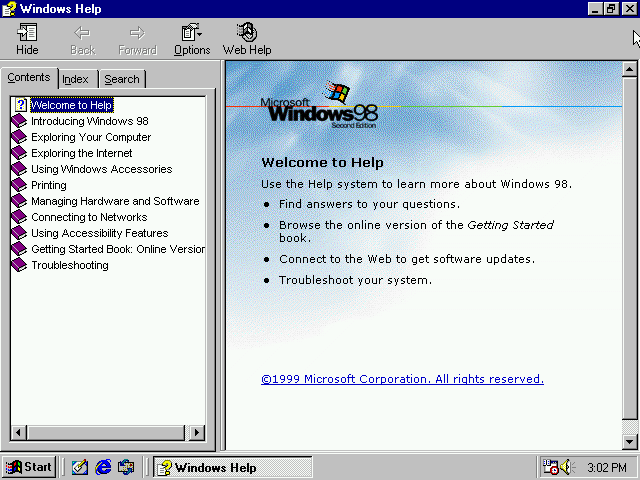 Windows Help
Hide
Back
Forward
Options
Web Help
Contents
Index
Search
Welcome to Help
Introducing Windows 98
Exploring Your Computer
Exploring the Internet
Using Windows Accessories
Printing
Managing Hardware and Software
Connecting to Networks
Using Accessibility Features
Getting Started Book: Online Version
Troubleshooting
Microsoft
Windows98
Second Edition
Welcome to Help
Use the Help system to learn more about Windows 98.
Find answers to your questions.
Browse the online version of the Getting Started
book.
Connect to the Web to get software updates.
Troubleshoot your system.
©1999 Microsoft Corporation. All rights reserved.
Start
Windows Help
3:02 PM